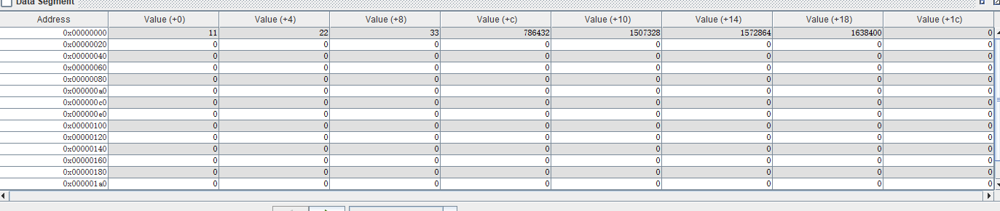 Data Segment
Address Value (+0) Value (+4) Value (+8) Value (+c) Value (+10) Value (+14) Value (+18) Value (+1c)
0x00000000 11 22 33 786432 1507328 1572864 1638400 0
0x00000020 0 0 0 0 0 0 0 0
0x00000040 0 0 0 0 0 0 0 0
0x00000060 0 0 0 0 0 0 0 0
0x00000080 0 0 0 0 0 0 0 0
0x000000a0 0 0 0 0 0 0 0 0
0x000000c0 0 0 0 0 0 0 0 0
0x000000e0 0 0 0 0 0 0 0 0
0x00000100 0 0 0 0 0 0 0 0
0x00000120 0 0 0 0 0 0 0 0
0x00000140 0 0 0 0 0 0 0 0
0x00000160 0 0 0 0 0 0 0 0
0x00000180 0 0 0 0 0 0 0 0
0x000001a0 0 0 0 0 0 0 0 0